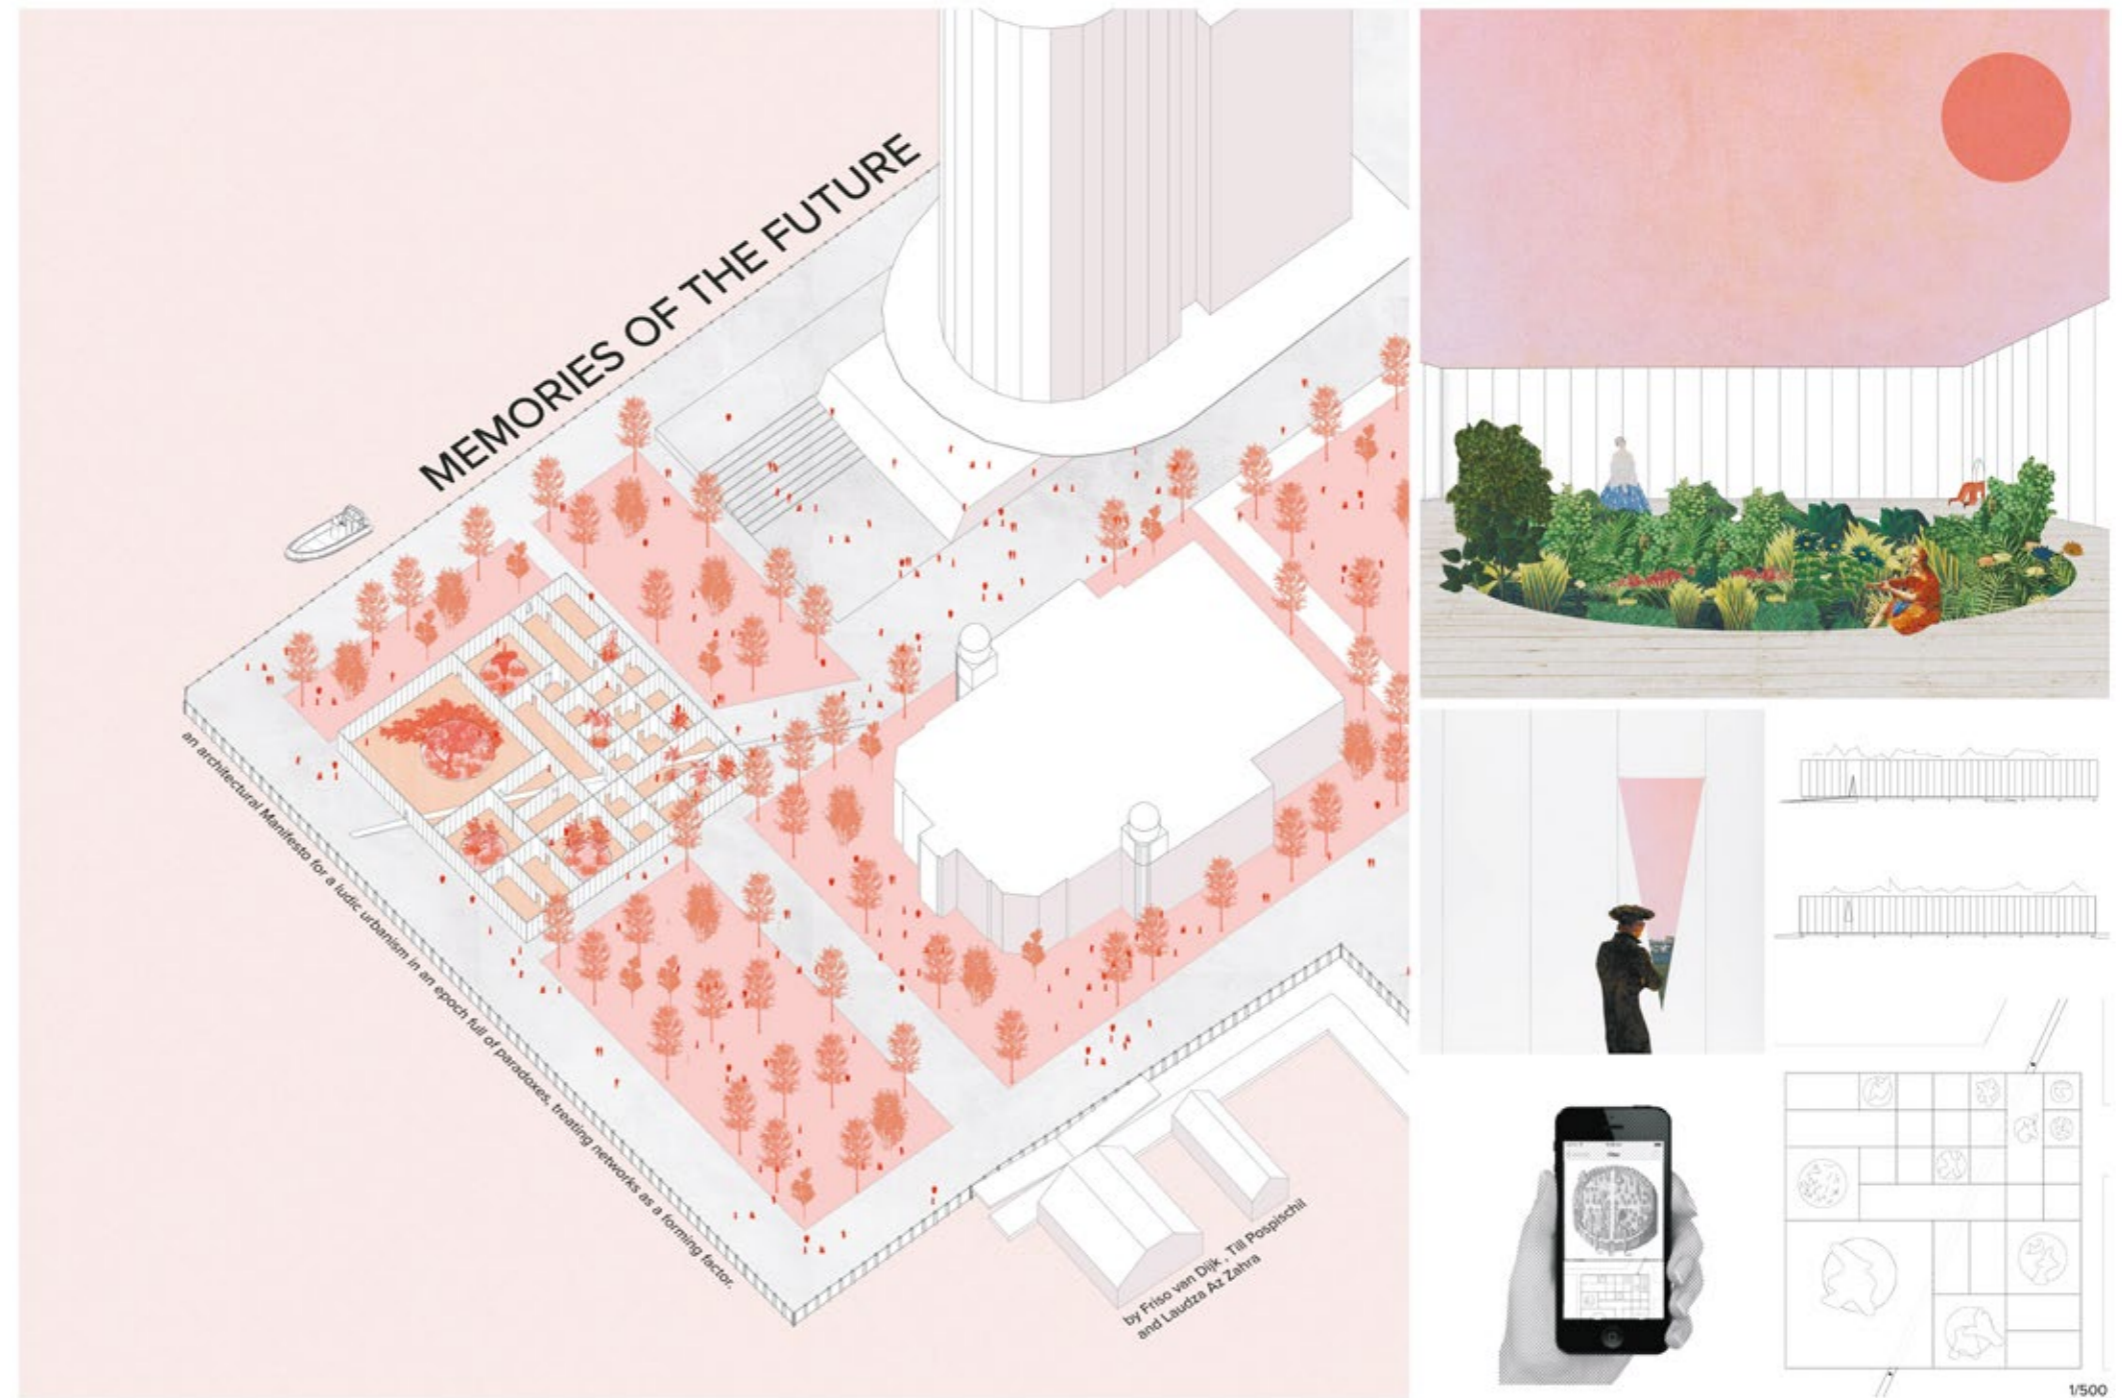 MEMORIES OF THE FUTURE
an architectural Manifesto for a ludic urbanism in an epoch full of paradoxes, treating networks as a forming factor.
by Friso van Dijk , Till Pospischil
and Laudza Az Zahra
1/500